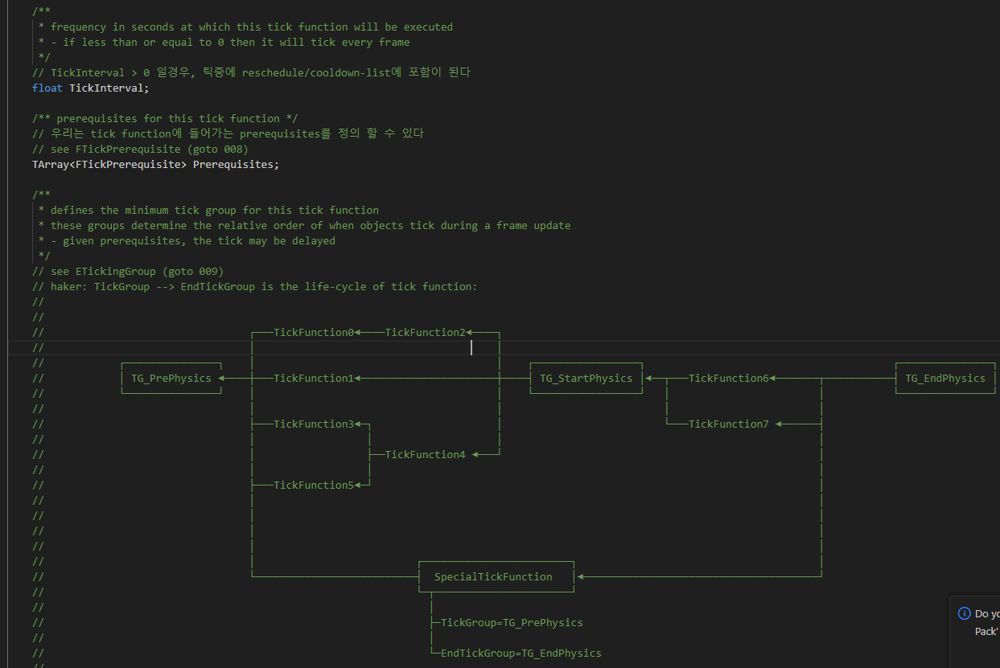 /**
* frequency in seconds at which this tick function will be executed
* - if less than or equal to 0 then it will tick every frame
*/
// TickInterval > 0 일경우, 틱중에 reschedule/cooldown-list에 포함이 된다
float TickInterval;
/** prerequisites for this tick function */
// 우리는 tick function에 들어가는 prerequisites를 정의 할 수 있다
// see FTickPrerequisite (goto 008)
TArray<FTickPrerequisite> Prerequisites;
/**
* defines the minimum tick group for this tick function
* these groups determine the relative order of when objects tick during a frame update
* - given prerequisites, the tick may be delayed
*/
// see ETickingGroup (goto 009)
// haker: TickGroup --> EndTickGroup is the life-cycle of tick function:
//
//
// TickFunction0 TickFunction2
//
//
// TG_PrePhysics TickFunction1 TG_StartPhysics TickFunction6 TG_EndPhysics
//
//
// TickFunction3 TickFunction7
//
// TickFunction4
//
// TickFunction5
//
//
//
//
//
// SpecialTickFunction
//
//
// TickGroup=TG_PrePhysics
//
// EndTickGroup=TG_EndPhysics
Do yo
Pack'